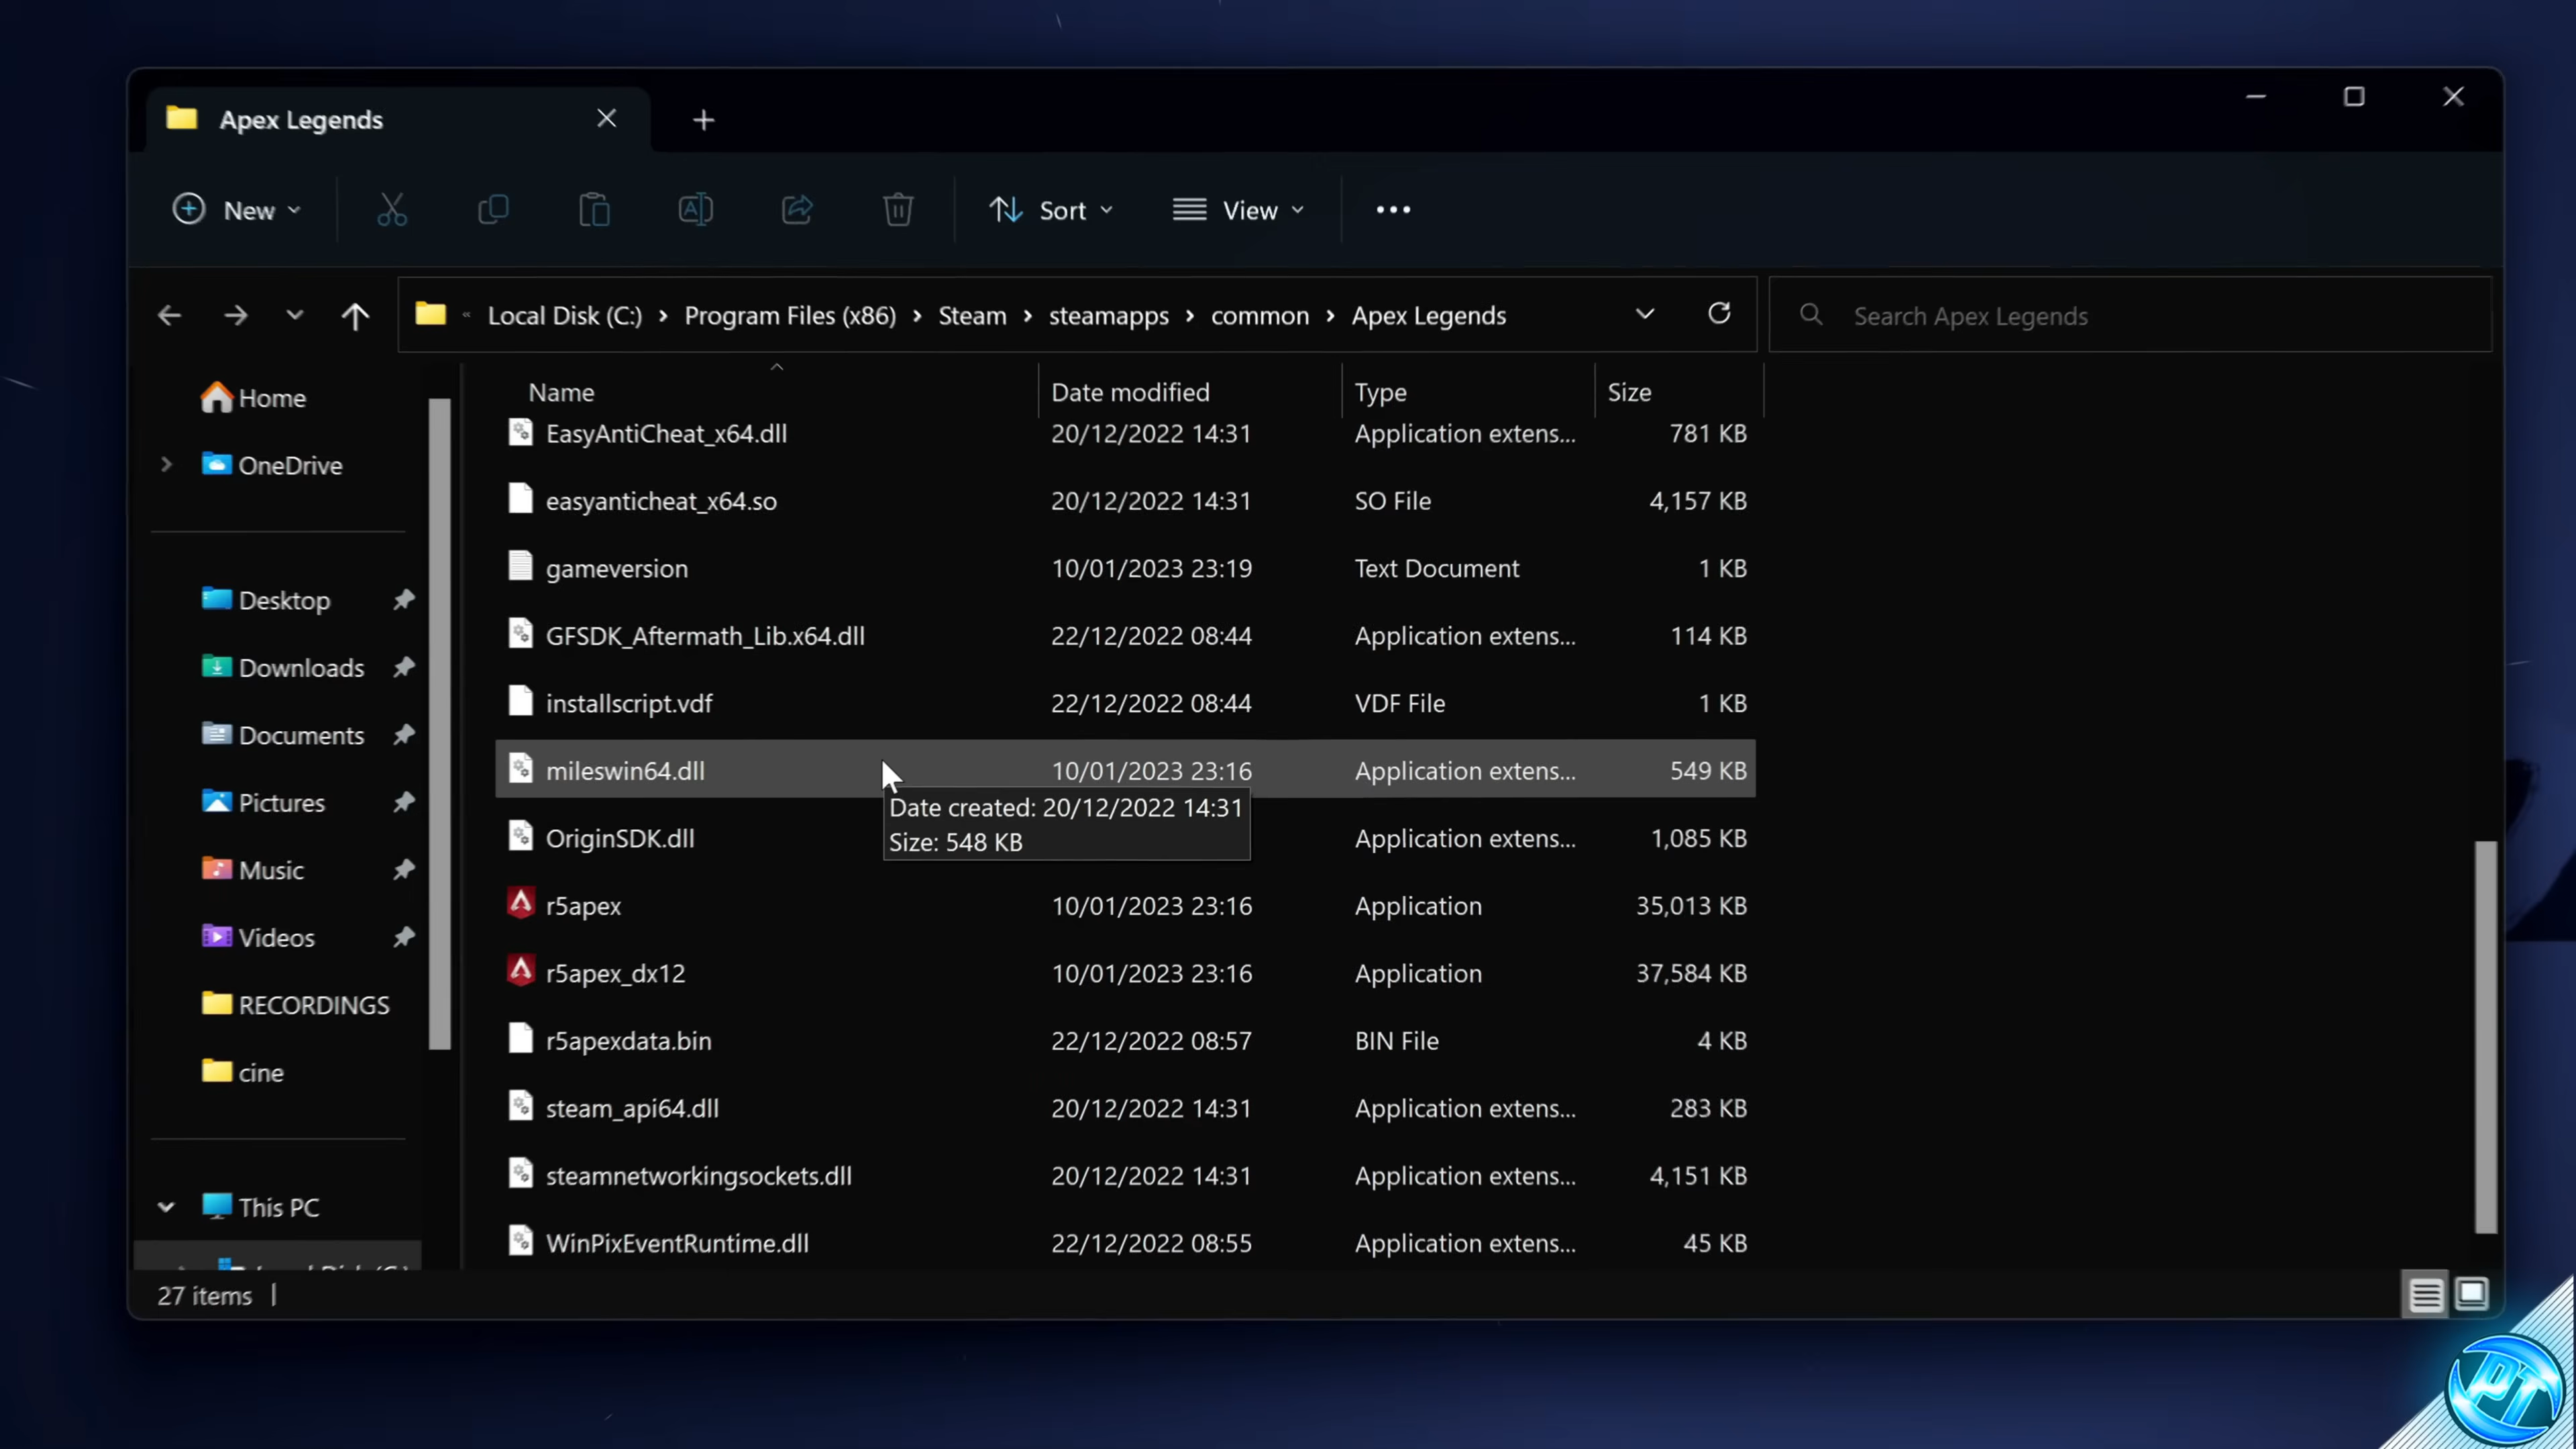 Apex Legends
New
Sort
View
Local Disk (C:) Program Files (x86) Steam steamapps common Apex Legends
Search Apex Legends
Home
OneDrive
Desktop
Downloads
Documents
Pictures
Music
Videos
RECORDINGS
cine
This PC
Name Date modified Type Size
EasyAntiCheat_x64.dll 20/12/2022 14:31 Application extens... 781 KB
easyanticheat_x64.so 20/12/2022 14:31 SO File 4,157 KB
gameversion 10/01/2023 23:19 Text Document 1 KB
GFSDK_Aftermath_Lib.x64.dll 22/12/2022 08:44 Application extens... 114 KB
installscript.vdf 22/12/2022 08:44 VDF File 1 KB
mileswin64.dll 10/01/2023 23:16 Application extens... 549 KB
Date created: 20/12/2022 14:31
Size: 548 KB
OriginSDK.dll Application extens... 1,085 KB
r5apex 10/01/2023 23:16 Application 35,013 KB
r5apex_dx12 10/01/2023 23:16 Application 37,584 KB
r5apexdata.bin 22/12/2022 08:57 BIN File 4 KB
steam_api64.dll 20/12/2022 14:31 Application extens... 283 KB
steamnetworkingsockets.dll 20/12/2022 14:31 Application extens... 4,151 KB
WinPixEventRuntime.dll 22/12/2022 08:55 Application extens... 45 KB
27 items
PT